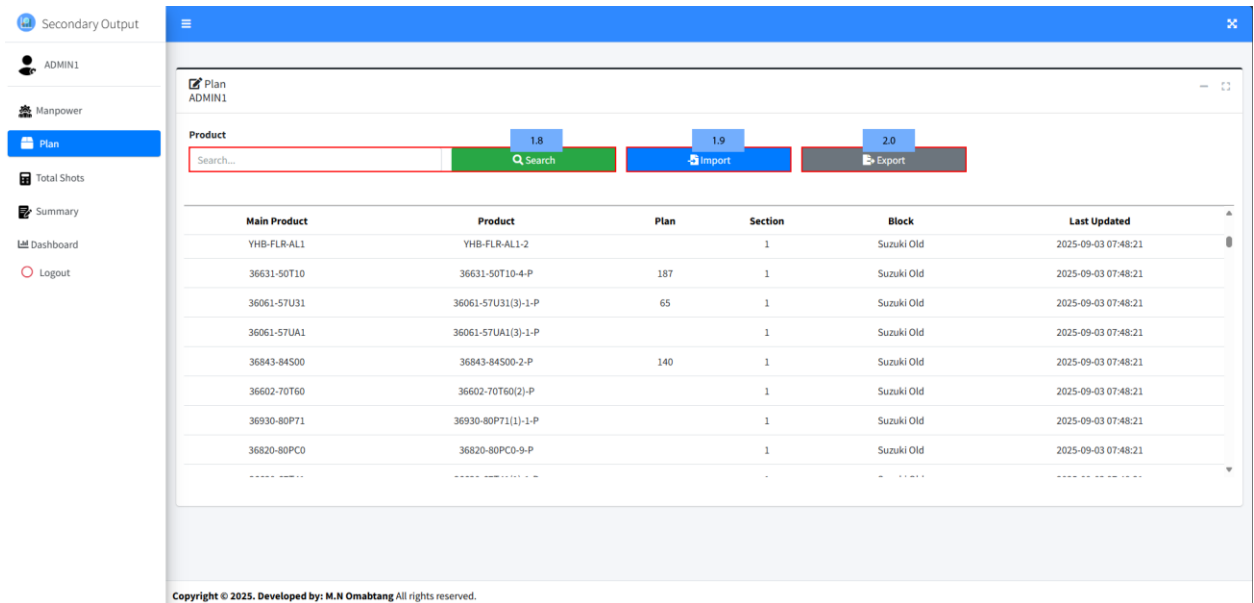 Secondary Output
ADMIN1
Manpower
Plan
Total Shots
Summary
Dashboard
Logout
Plan
ADMIN1
Product
1.8 1.9 2.0
Search... Search Import Export
Main Product Product Plan Section Block Last Updated
YHB-FLR-AL1 YHB-FLR-AL1-2 1 Suzuki Old 2025-09-03 07:48:21
36631-50T10 36631-50T10-4-P 187 1 Suzuki Old 2025-09-03 07:48:21
36061-57U31 36061-57U31(3)-1-P 65 1 Suzuki Old 2025-09-03 07:48:21
36061-57UA1 36061-57UA1(3)-1-P 1 Suzuki Old 2025-09-03 07:48:21
36843-84S00 36843-84S00-2-P 140 1 Suzuki Old 2025-09-03 07:48:21
36602-70T60 36602-70T60(2)-P 1 Suzuki Old 2025-09-03 07:48:21
36930-80P71 36930-80P71(1)-1-P 1 Suzuki Old 2025-09-03 07:48:21
36820-80PC0 36820-80PC0-9-P 1 Suzuki Old 2025-09-03 07:48:21
Copyright © 2025. Developed by: M.N Omabtang All rights reserved.